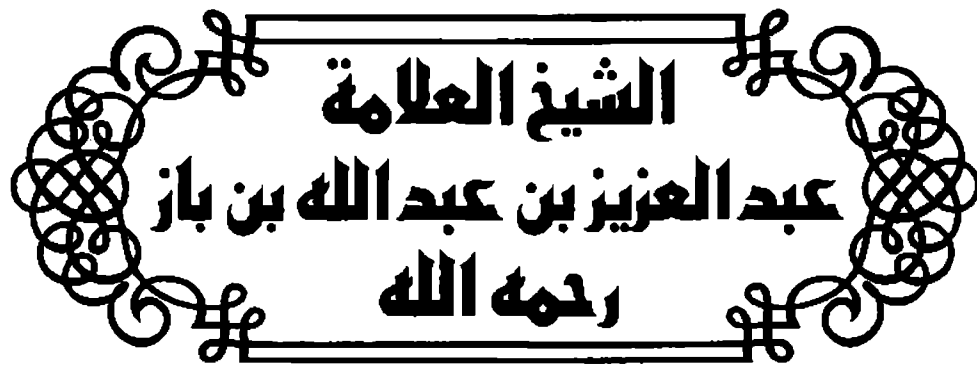 الشيخ العلامة
عبد العزيز بن عبد الله بن باز
رحمه الله